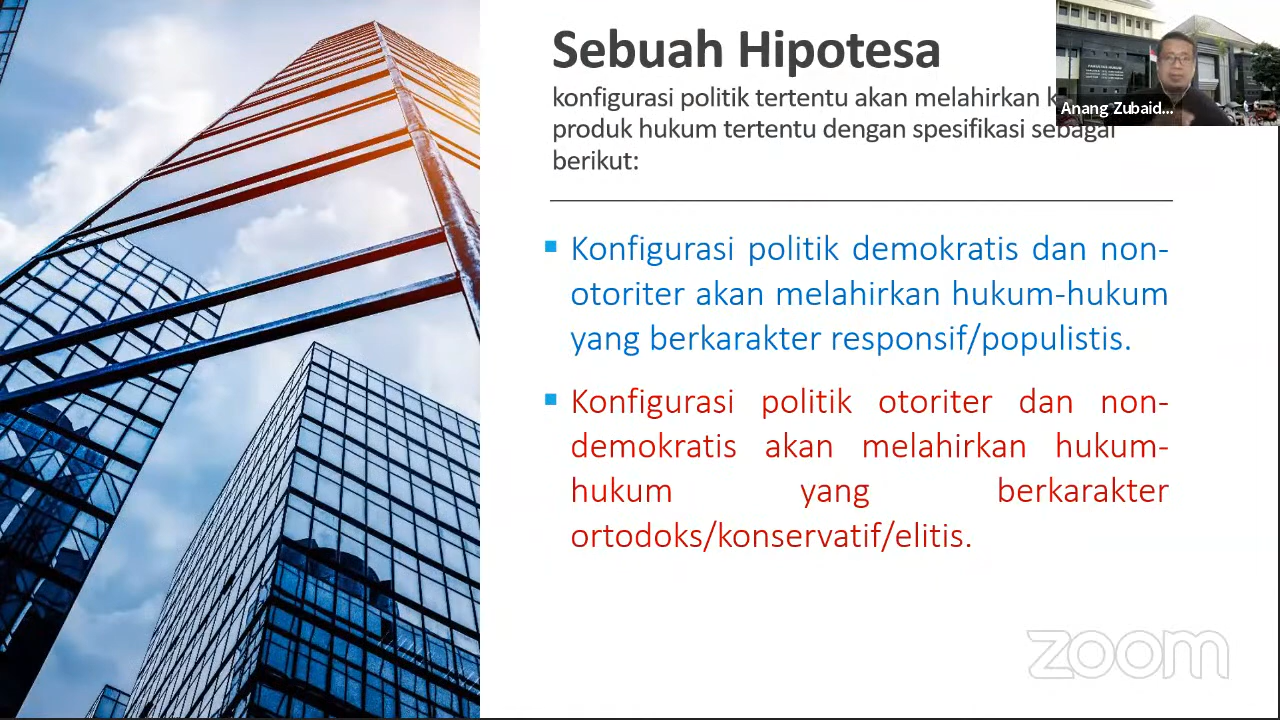 Sebuah Hipotesa
konfigurasi politik tertentu akan melahirkan
produk hukum tertentu dengan spesifikasi sebagai
berikut:
Anang Zubaid...
Konfigurasi politik demokratis dan non-
otoriter akan melahirkan hukum-hukum
yang berkarakter responsif/populistis.
Konfigurasi politik otoriter dan non-
demokratis akan melahirkan hukum-
hukum yang berkarakter
ortodoks/konservatif/elitis.
zoom